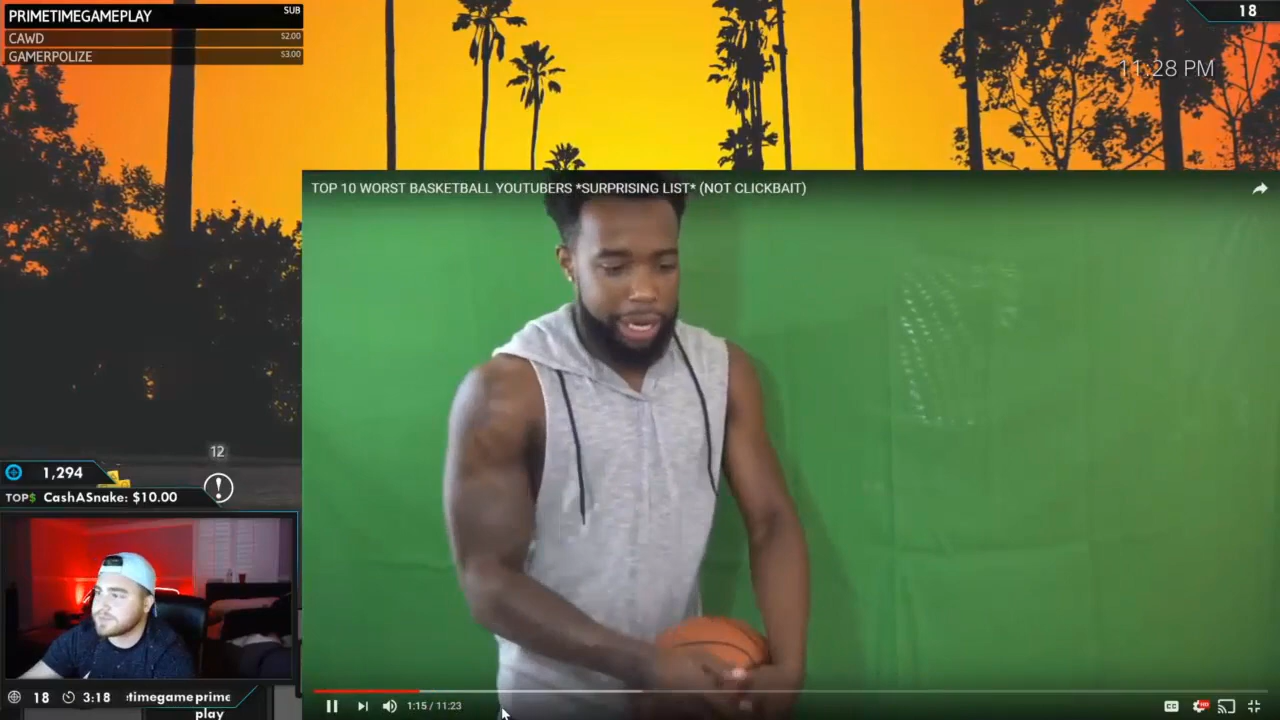 PRIMETIMEGAMEPLAY SUB
CAWD $2.00
GAMERPOLIZE $3.00
18
11:28 PM
TOP 10 WORST BASKETBALL YOUTUBERS *SURPRISING LIST* (NOT CLICKBAIT)
12
1,294
TOP$ CashASnake: $10.00
18 3:18 :timegame prime
play
1:15 / 11:23
CC HD